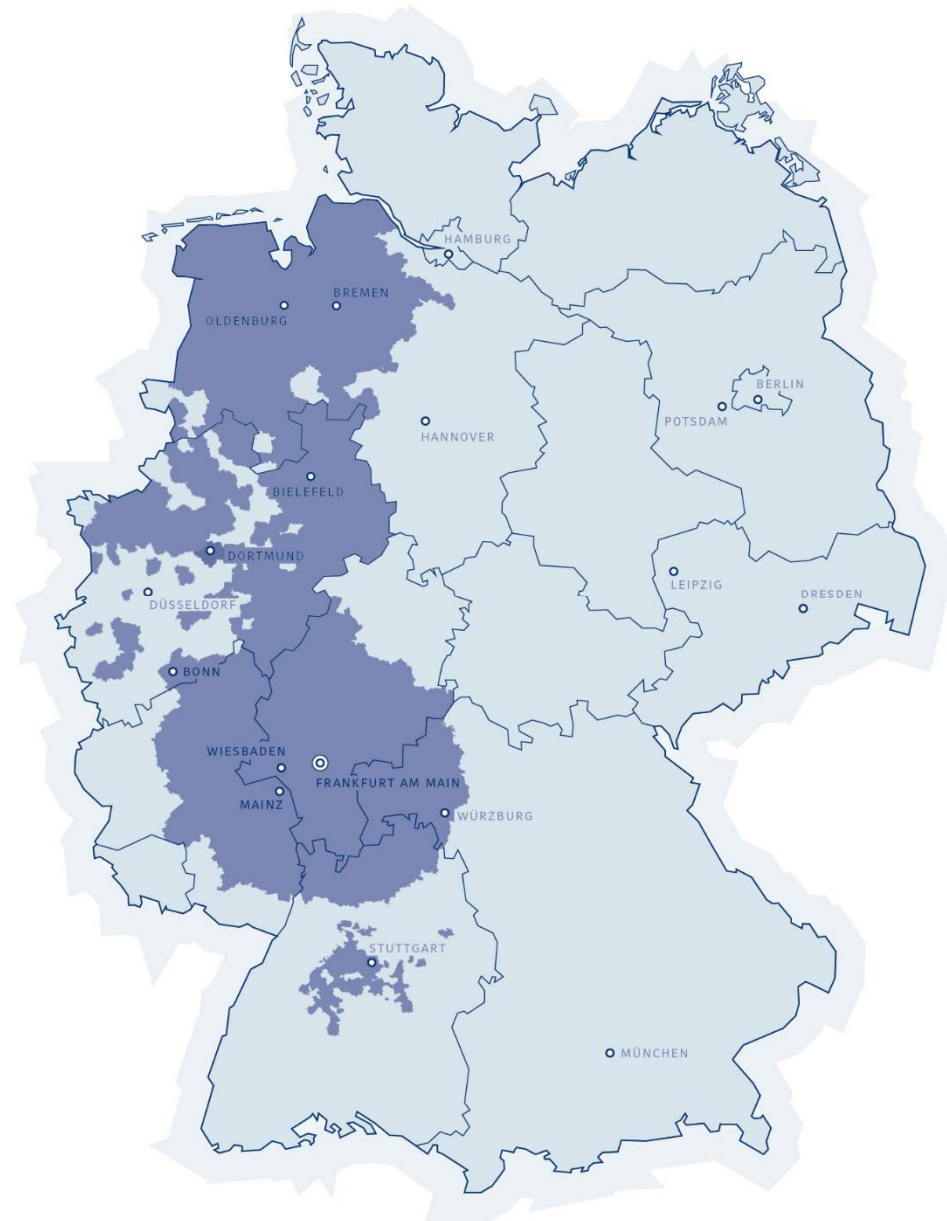 HAMBURG
BREMEN
OLDENBURG
BERLIN
POTSDAM
HANNOVER
BIELEFELD
DORTMUND
LEIPZIG
DÜSSELDORF
DRESDEN
BONN
WIESBADEN
FRANKFURT AM MAIN
MAINZ
WÜRZBURG
STUTTGART
MÜNCHEN